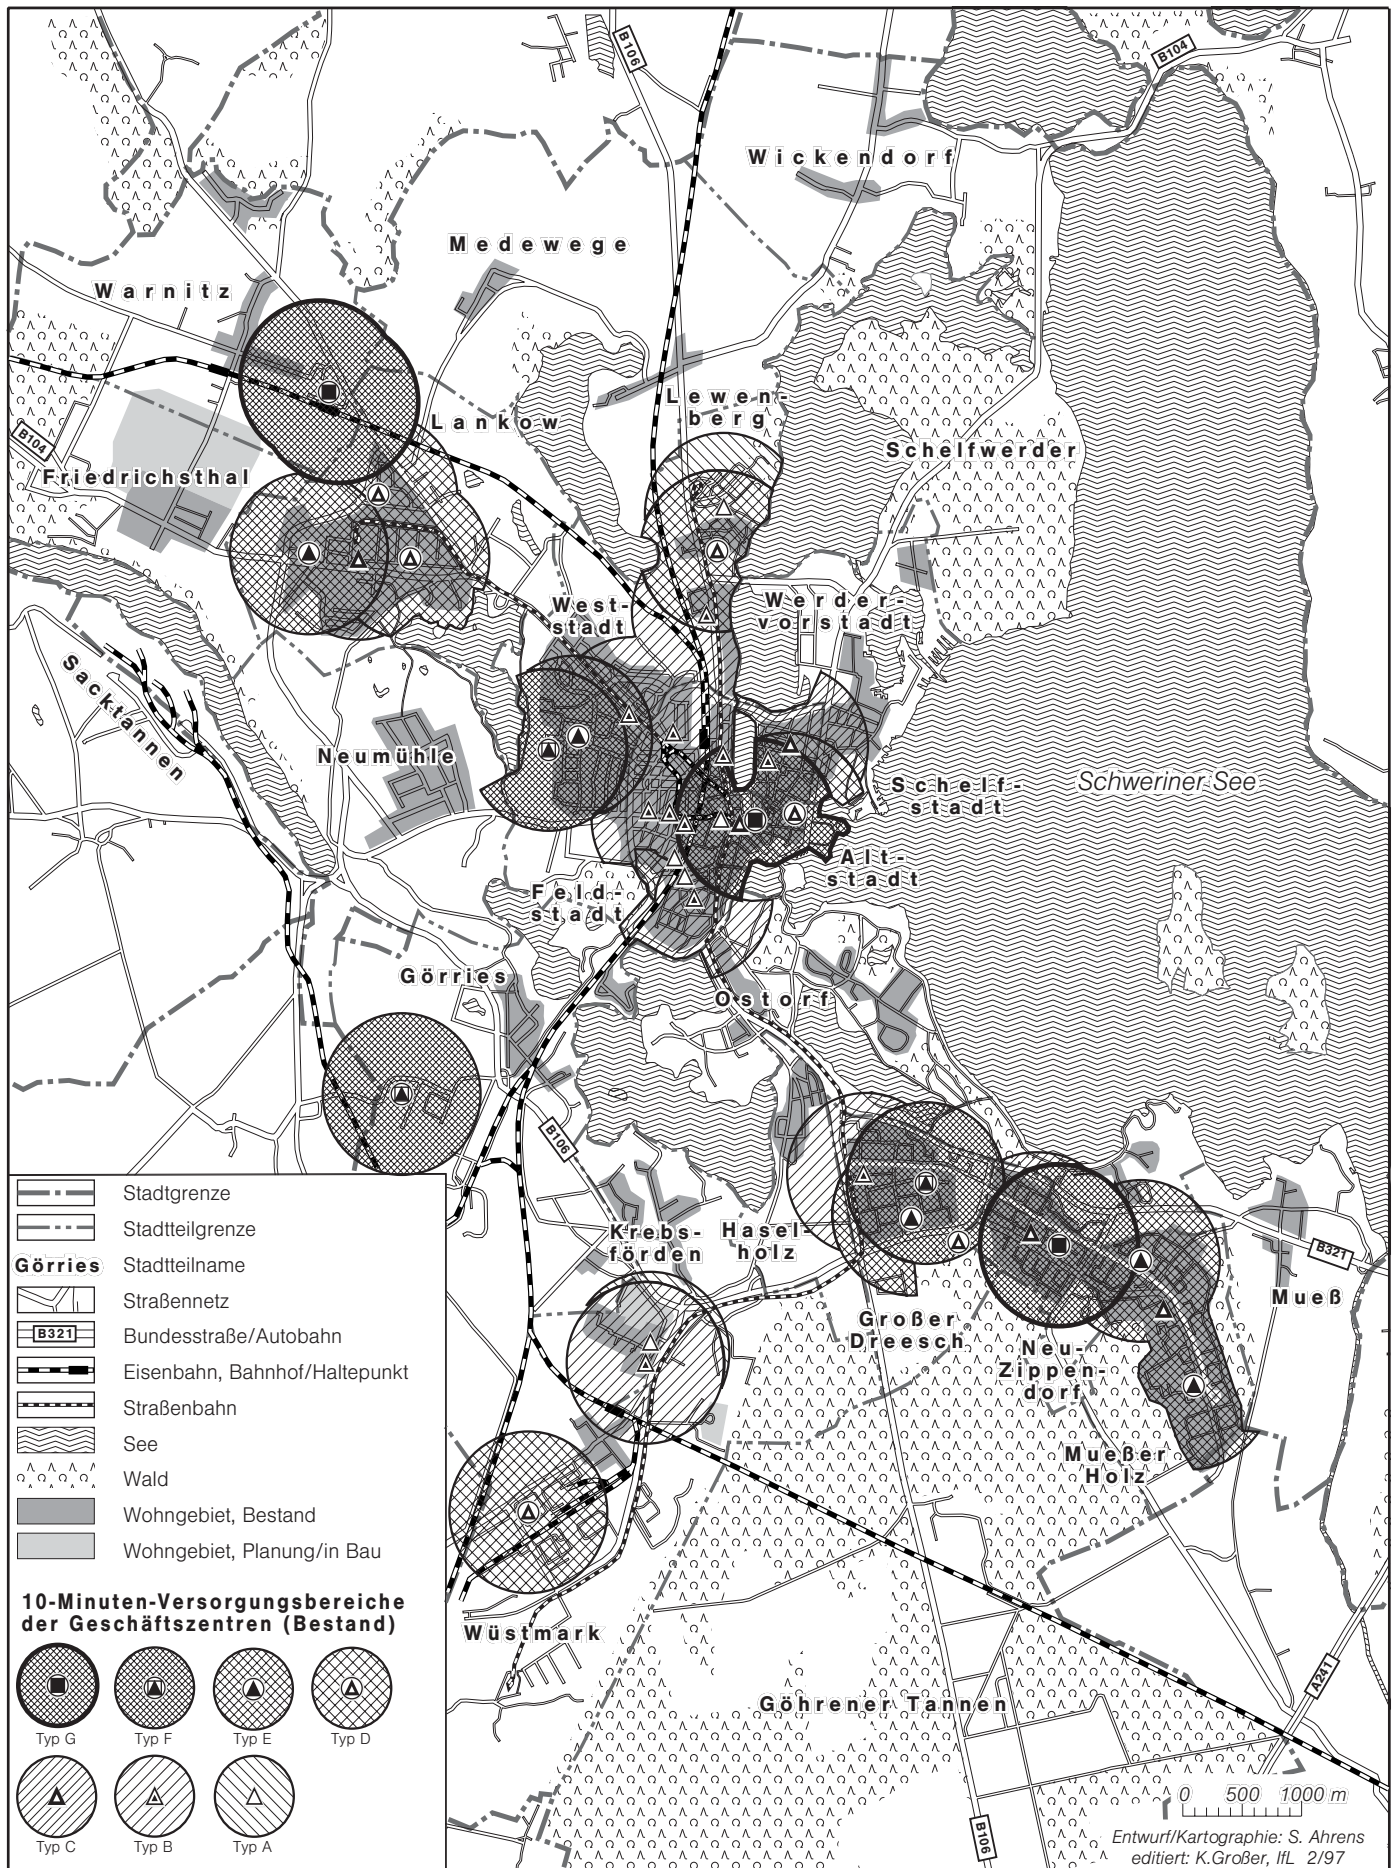 B106
B104
Wickendorf
Medewege
Warnitz
Lankow
Lewen-
berg
B104
Schelfwerder
Friedrichsthal
West-
stadt
Werder-
vorstadt
Sacktannen
Neumühle
Schelf-
stadt
Schweriner See
Alt-
stadt
Feld-
stadt
Görries
Ostorf
B106
Krebs-
förden
Hasel-
holz
B321
Mueß
Großer
Dreesch
Neu-
Zippen-
dorf
Mueßer
Holz
Wüstmark
Göhrener Tannen
A241
B106
Stadtgrenze
Stadtteilgrenze
Görries Stadtteilname
Straßennetz
B321 Bundesstraße/Autobahn
Eisenbahn, Bahnhof/Haltepunkt
Straßenbahn
See
Wald
Wohngebiet, Bestand
Wohngebiet, Planung/in Bau
10-Minuten-Versorgungsbereiche
der Geschäftszentren (Bestand)
Typ G Typ F Typ E Typ D
Typ C Typ B Typ A
0 500 1000 m
Entwurf/Kartographie: S. Ahrens
editiert: K.Großer, IfL 2/97